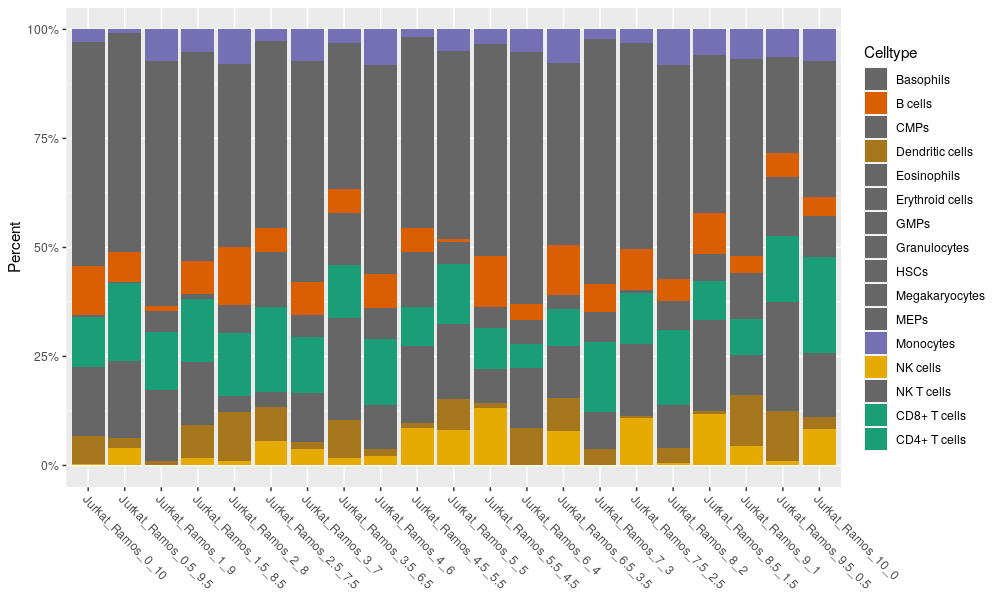 100%
75%
50%
25%
0%
Percent
Jurkat_Ramos_0_10
Jurkat_Ramos_0.5_9.5
Jurkat_Ramos_1_9
Jurkat_Ramos_1.5_8.5
Jurkat_Ramos_2_8
Jurkat_Ramos_2.5_7.5
Jurkat_Ramos_3_7
Jurkat_Ramos_3.5_6.5
Jurkat_Ramos_4_6
Jurkat_Ramos_4.5_5.5
Jurkat_Ramos_5_5
Jurkat_Ramos_5.5_4.5
Jurkat_Ramos_6_4
Jurkat_Ramos_6.5_3.5
Jurkat_Ramos_7_3
Jurkat_Ramos_7.5_2.5
Jurkat_Ramos_8_2
Jurkat_Ramos_8.5_1.5
Jurkat_Ramos_9_1
Jurkat_Ramos_9.5_0.5
Jurkat_Ramos_10_0
Celltype
Basophils
B cells
CMPs
Dendritic cells
Eosinophils
Erythroid cells
GMPs
Granulocytes
HSCs
Megakaryocytes
MEPs
Monocytes
NK cells
NK T cells
CD8+ T cells
CD4+ T cells